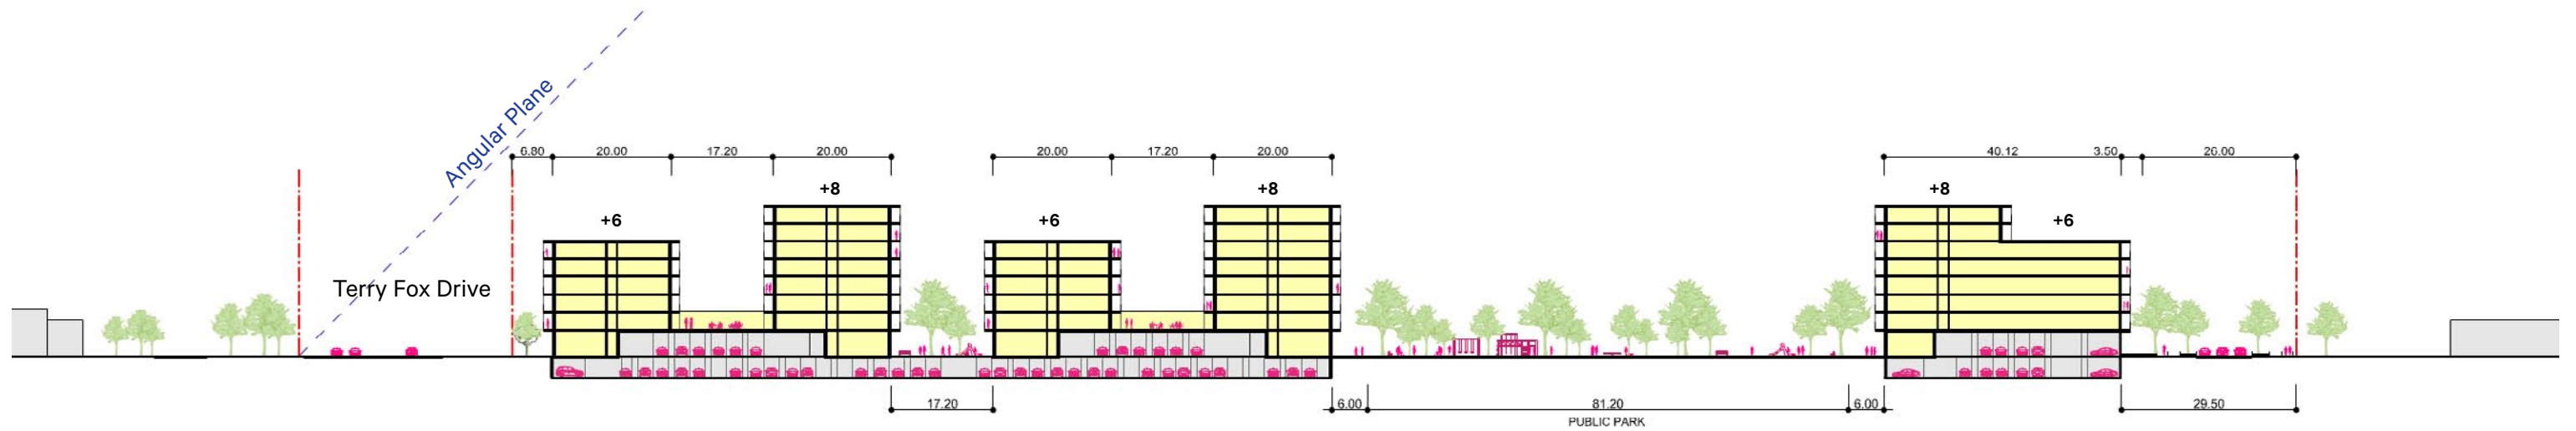 Angular Plane
6.80 20.00 17.20 20.00 20.00 17.20 20.00 40.12 3.50 26.00
+8 +8 +8
+6 +6 +6
Terry Fox Drive
17.20 6.00 81.20 6.00 29.50
PUBLIC PARK